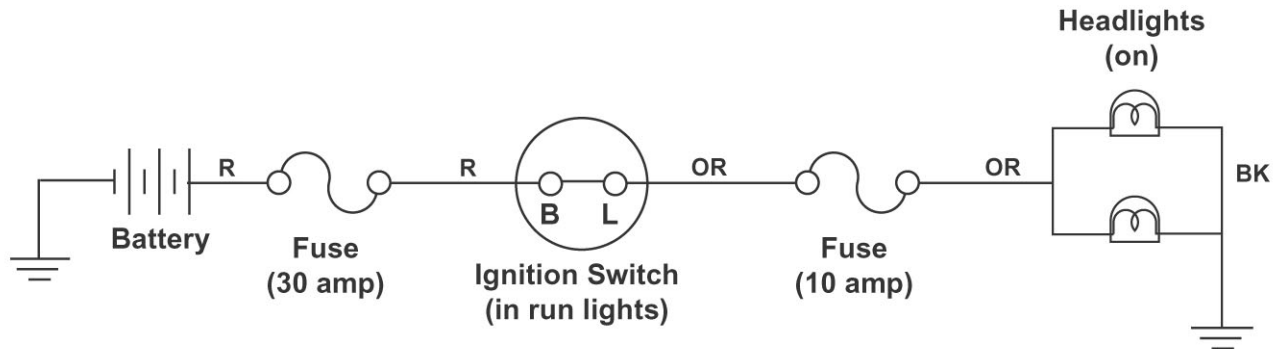 Headlights
(on)
R
R
OR
OR
BK
B
L
Battery
Fuse
(30 amp)
Ignition Switch
(in run lights)
Fuse
(10 amp)